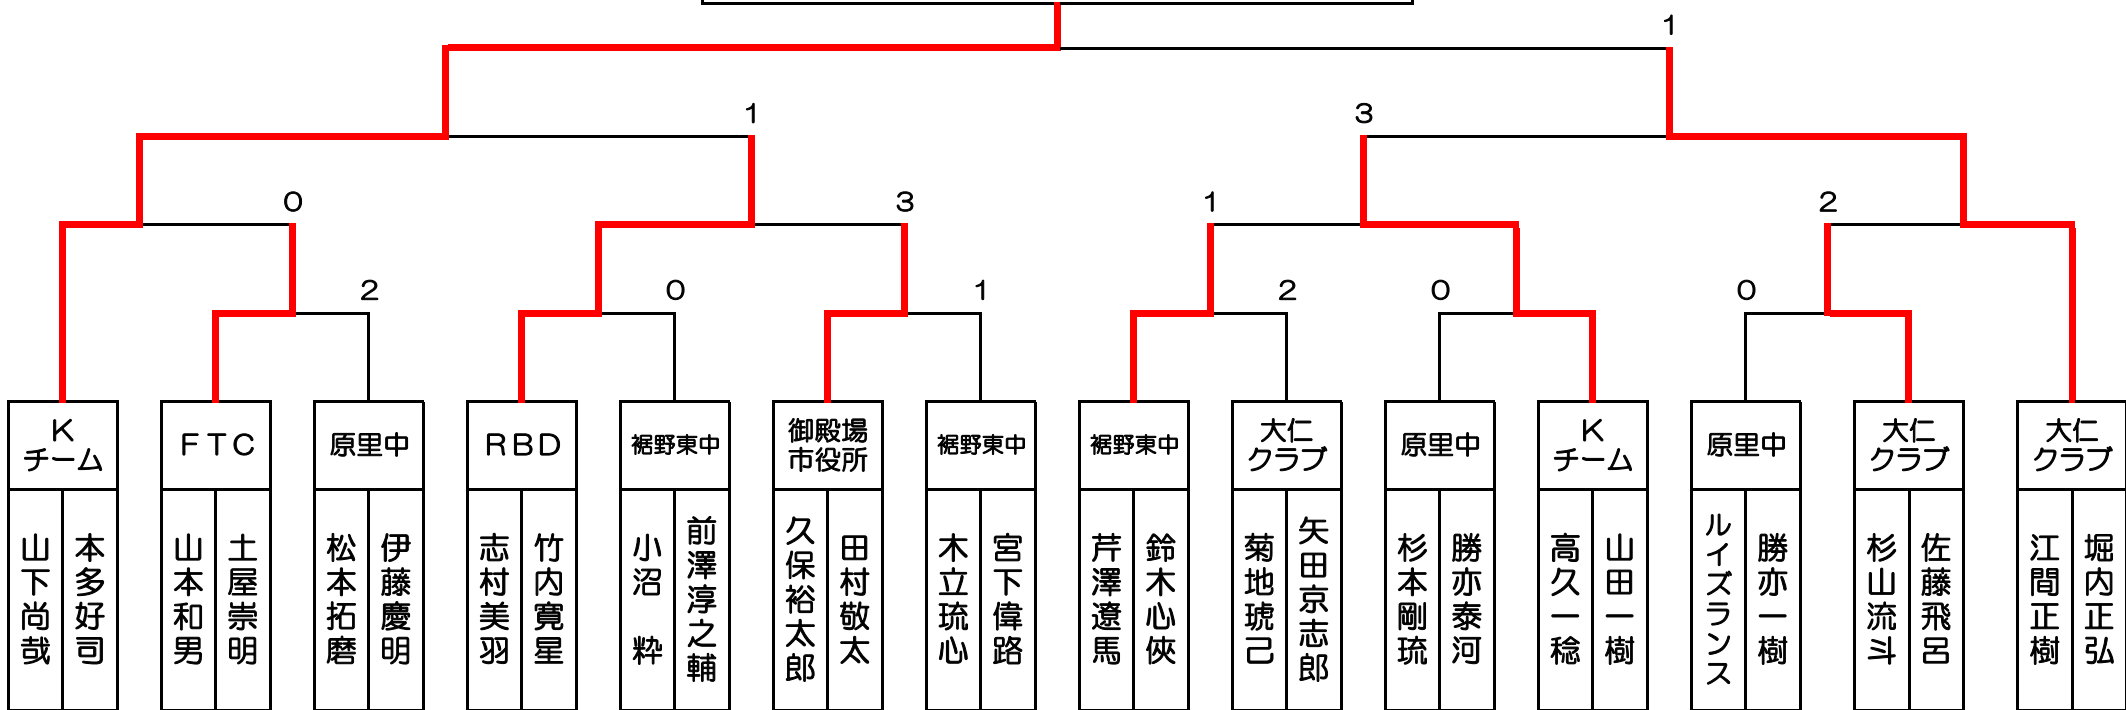 1
1
3
0
3
1
2
2
0
1
2
0
0
K
チーム
FTC
原里中
RBD
裾野東中
御殿場
市役所
裾野東中
裾野東中
大仁
クラブ
原里中
K
チーム
原里中
大仁
クラブ
大仁
クラブ
山下尚哉
本多好司
山本和男
土屋崇明
松本拓磨
伊藤慶明
志村美羽
竹内寛星
小沼 粋
前澤淳之輔
久保裕太郎
田村敬太
木立琉心
宮下偉路
芹澤遼馬
鈴木心俠
菊地琥己
矢田京志郎
杉本剛琉
勝亦泰河
高久一稔
山田一樹
ルイズランス
勝亦一樹
杉山流斗
佐藤飛呂
江間正樹
堀内正弘